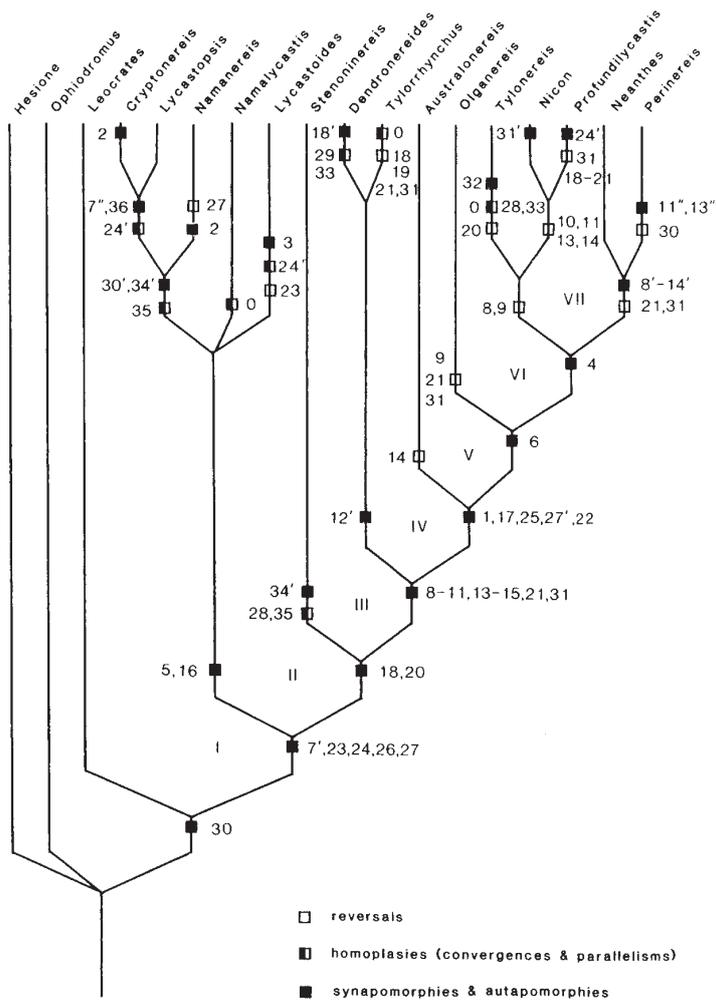 Hesione
Ophiodromus
Leocrates
Cryptonereis
Lycastopsis
Namanereis
Namalycastis
Lycastoides
Stenoninereis
Dendronereides
Tylorrhynchus
Australonereis
Olganereis
Tylonereis
Nicon
Profundilycastis
Neanthes
Perinereis
2
18'
0
31'
24'
29
18
31
33
19
18-21
21,31
32
7",36
27
0
28,33
11",13"
24'
2
20
10,11
30
13,14
3
24'
30',34'
23
8'-14'
35
0
8,9
VII
21,31
9
VI
4
21
31
6
14
V
12'
IV
1,17,25,27',22
34'
8-11,13-15,21,31
28,35
III
5,16
II
18,20
I
7',23,24,26,27
30
reversals
homoplasies (convergences & parallelisms)
synapomorphies & autapomorphies